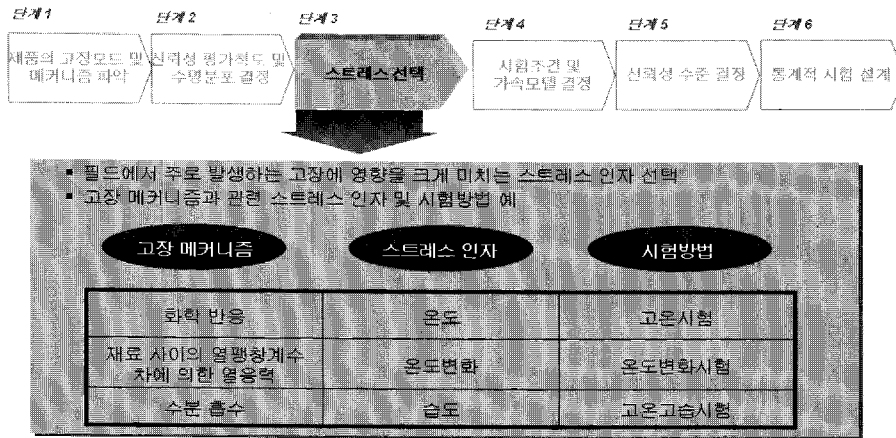 단계 1
단계 2
단계 3
단계 4
단계 5
단계 6
제품의 고장모드 및
메커니즘 파악
신뢰성 평가척도 및
수명분포 결정
스트레스 선택
시험조건 및
가속모델 결정
신뢰성 수준 결정
통계적 시험 설계
▪ 필드에서 주로 발생하는 고장에 영향을 크게 미치는 스트레스 인자 선택
▪ 고장 메커니즘과 관련 스트레스 인자 및 시험방법 예
고장 메커니즘
스트레스 인자
시험방법
화학 반응
온도
고온시험
재료 사이의 열팽창계수
차에 의한 열응력
온도변화
온도변화시험
수분 흡수
습도
고온고습시험